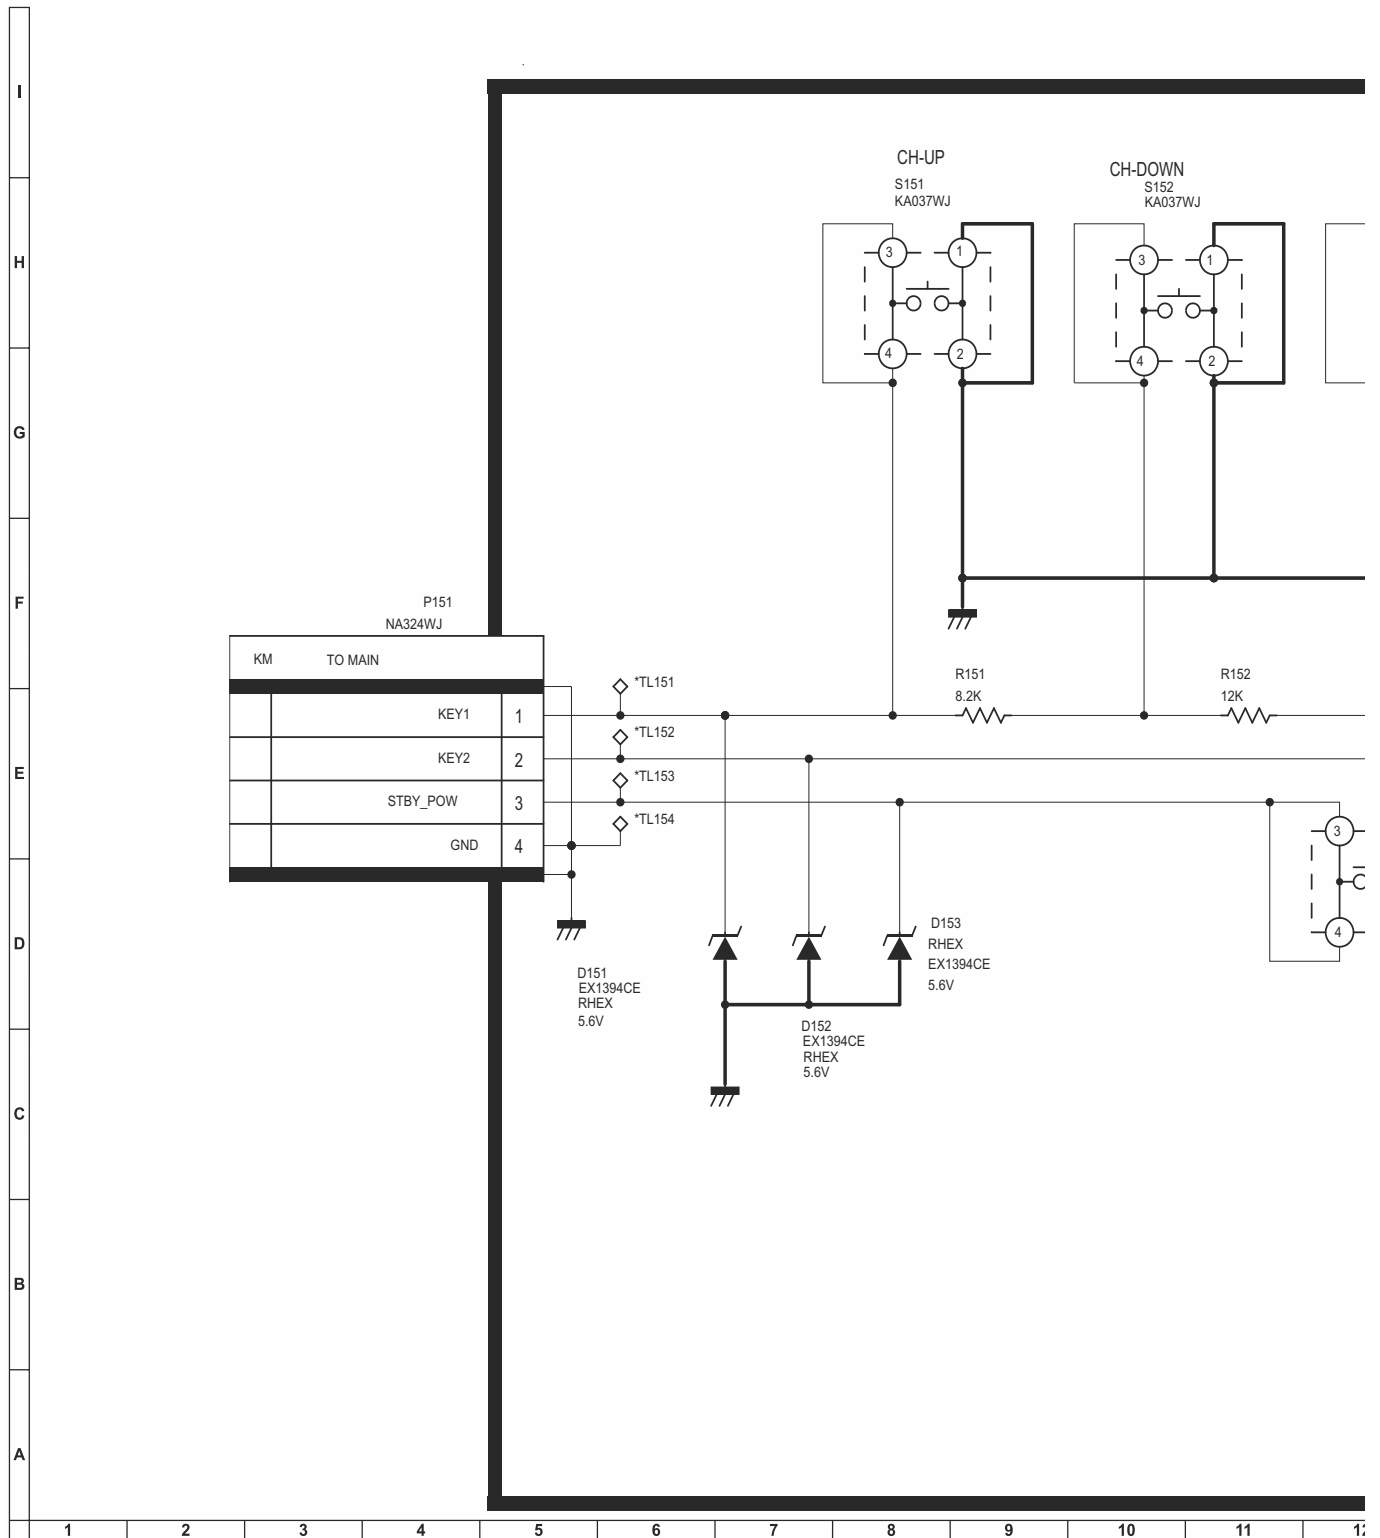 I
H
G
F
E
D
C
B
A
CH-UP
S151
KA037WJ
3
1
4
2
CH-DOWN
S152
KA037WJ
3
1
4
2
P151
NA324WJ
KM TO MAIN
KEY1 1
KEY2 2
STBY_POW 3
GND 4
*TL151
*TL152
*TL153
*TL154
R151
8.2K
R152
12K
3
4
D151
EX1394CE
RHEX
5.6V
D152
EX1394CE
RHEX
5.6V
D153
RHEX
EX1394CE
5.6V
1 2 3 4 5 6 7 8 9 10 11 12